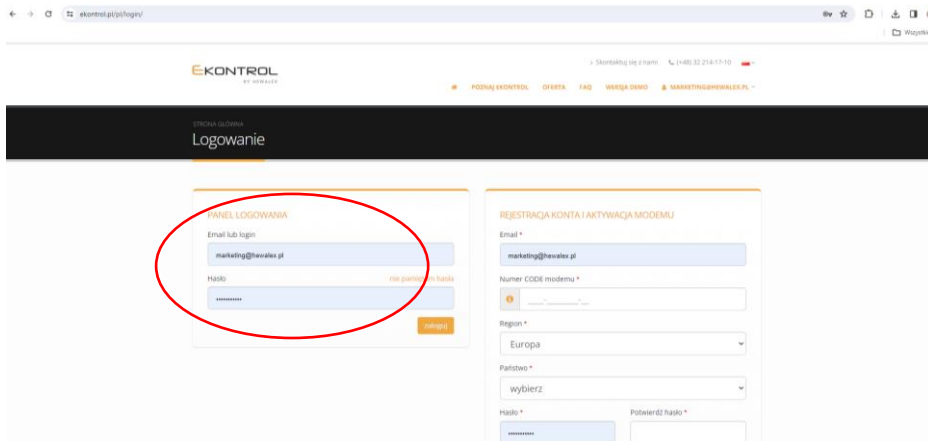 ekontrol.pl/pl/login/
EKONTROL
BY HEWALEX
Skontaktuj się z nami
(+48) 32 214-17-10
POZNAJ EKONTROL
OFERTA
FAQ
WERSJA DEMO
MARKETING@HEWALEX.PL
STRONA GŁÓWNA
Logowanie
PANEL LOGOWANIA
Email lub login
marketing@hewalex.pl
Hasło
nie pamiętam hasła
zaloguj
REJESTRACJA KONTA I AKTYWACJA MODEMU
Email *
marketing@hewalex.pl
Numer CODE modemu *
Region *
Europa
Państwo *
wybierz
Hasło *
Potwierdź hasło *